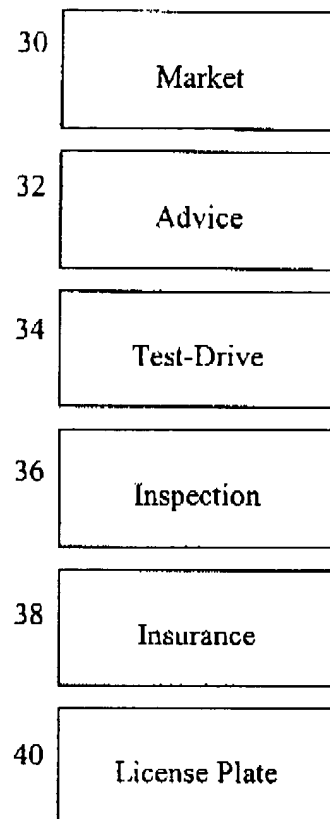 30
Market
32
Advice
34
Test-Drive
36
Inspection
38
Insurance
40
License Plate